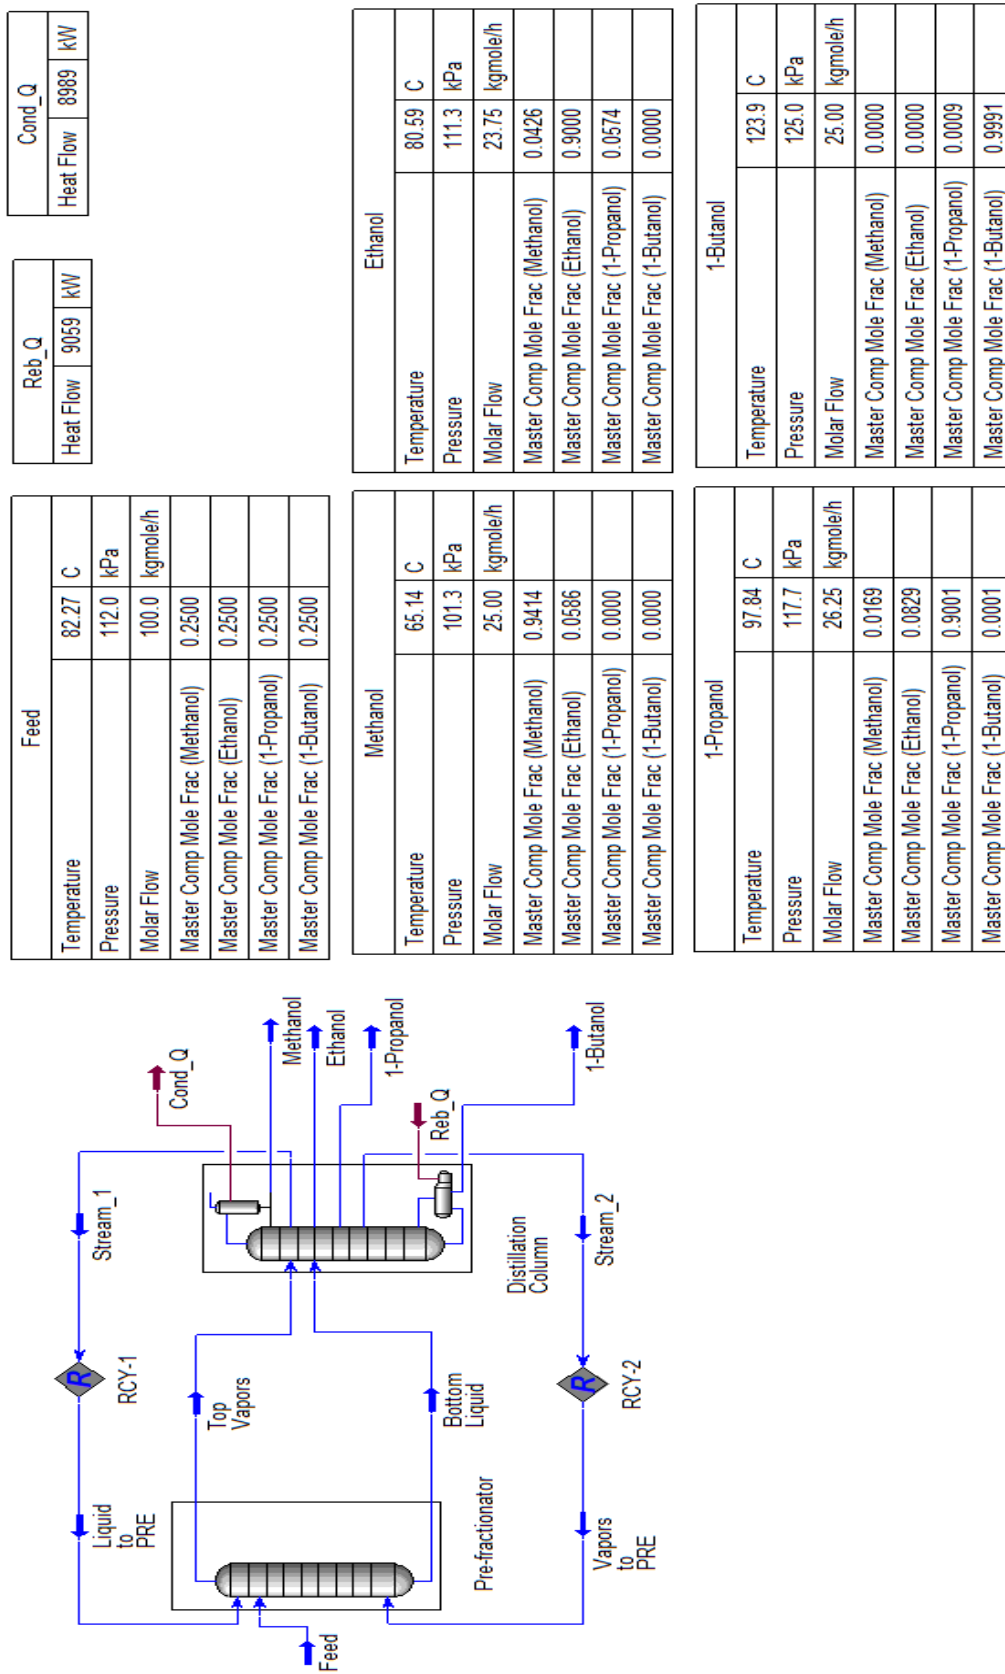 Cond_Q
Heat Flow 8989 kW
Reb_Q
Heat Flow 9059 kW
Feed
Temperature 82.27 C
Pressure 112.0 kPa
Molar Flow 100.0 kgmole/h
Master Comp Mole Frac (Methanol) 0.2500
Master Comp Mole Frac (Ethanol) 0.2500
Master Comp Mole Frac (1-Propanol) 0.2500
Master Comp Mole Frac (1-Butanol) 0.2500
Ethanol
Temperature 80.59 C
Pressure 111.3 kPa
Molar Flow 23.75 kgmole/h
Master Comp Mole Frac (Methanol) 0.0426
Master Comp Mole Frac (Ethanol) 0.9000
Master Comp Mole Frac (1-Propanol) 0.0574
Master Comp Mole Frac (1-Butanol) 0.0000
Methanol
Temperature 65.14 C
Pressure 101.3 kPa
Molar Flow 25.00 kgmole/h
Master Comp Mole Frac (Methanol) 0.9414
Master Comp Mole Frac (Ethanol) 0.0586
Master Comp Mole Frac (1-Propanol) 0.0000
Master Comp Mole Frac (1-Butanol) 0.0000
1-Butanol
Temperature 123.9 C
Pressure 125.0 kPa
Molar Flow 25.00 kgmole/h
Master Comp Mole Frac (Methanol) 0.0000
Master Comp Mole Frac (Ethanol) 0.0000
Master Comp Mole Frac (1-Propanol) 0.0009
Master Comp Mole Frac (1-Butanol) 0.9991
1-Propanol
Temperature 97.84 C
Pressure 117.7 kPa
Molar Flow 26.25 kgmole/h
Master Comp Mole Frac (Methanol) 0.0169
Master Comp Mole Frac (Ethanol) 0.0829
Master Comp Mole Frac (1-Propanol) 0.9001
Master Comp Mole Frac (1-Butanol) 0.0001
Feed
Liquid
to
PRE
R
RCY-1
Stream_1
Top
Vapors
Bottom
Liquid
Pre-fractionator
Vapors
to
PRE
R
RCY-2
Stream_2
Distillation
Column
Cond_Q
Methanol
Ethanol
1-Propanol
Reb_Q
1-Butanol